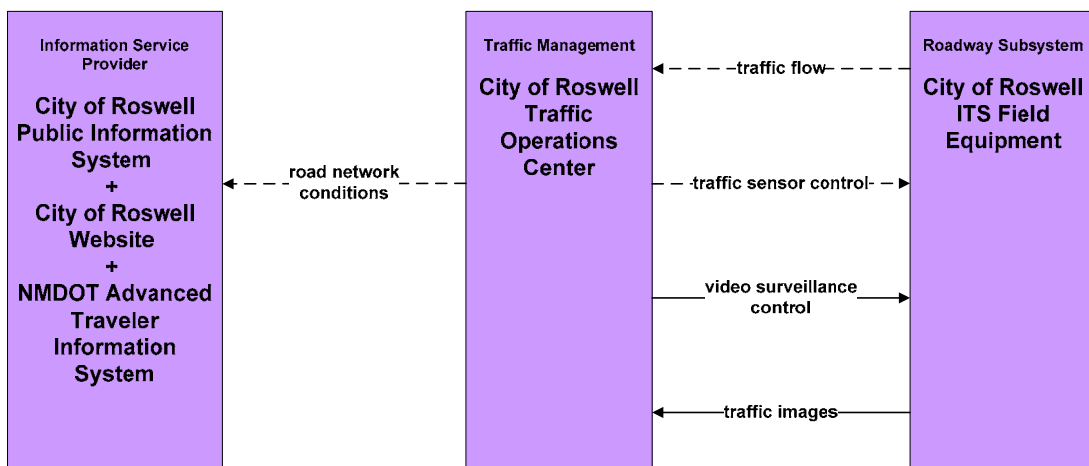 Information Service
Provider
City of Roswell
Public Information
System
+
City of Roswell
Website
+
NMDOT Advanced
Traveler
Information
System
road network
conditions
Traffic Management
City of Roswell
Traffic
Operations
Center
traffic flow
traffic sensor control
video surveillance
control
traffic images
Roadway Subsystem
City of Roswell
ITS Field
Equipment